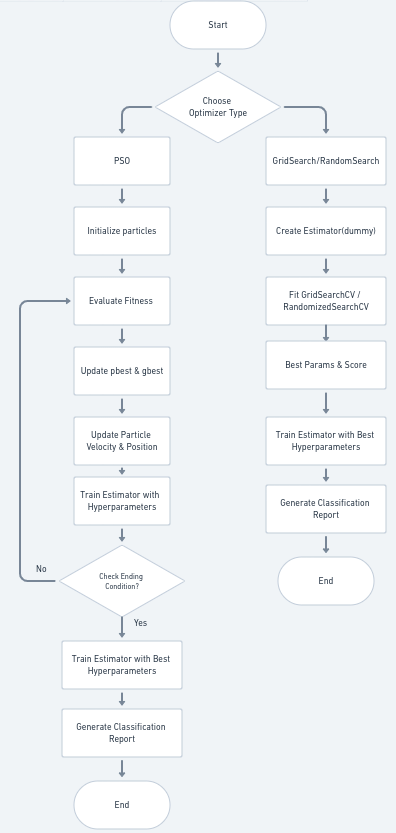 Start
Choose
Optimizer Type
PSO
Initialize particles
Evaluate Fitness
Update pbest & gbest
Update Particle
Velocity & Position
Train Estimator with
Hyperparameters
No
Check Ending
Condition?
Yes
Train Estimator with Best
Hyperparameters
Generate Classification
Report
End
GridSearch/RandomSearch
Create Estimator(dummy)
Fit GridSearchCV /
RandomizedSearchCV
Best Params & Score
Train Estimator with Best
Hyperparameters
Generate Classification
Report
End